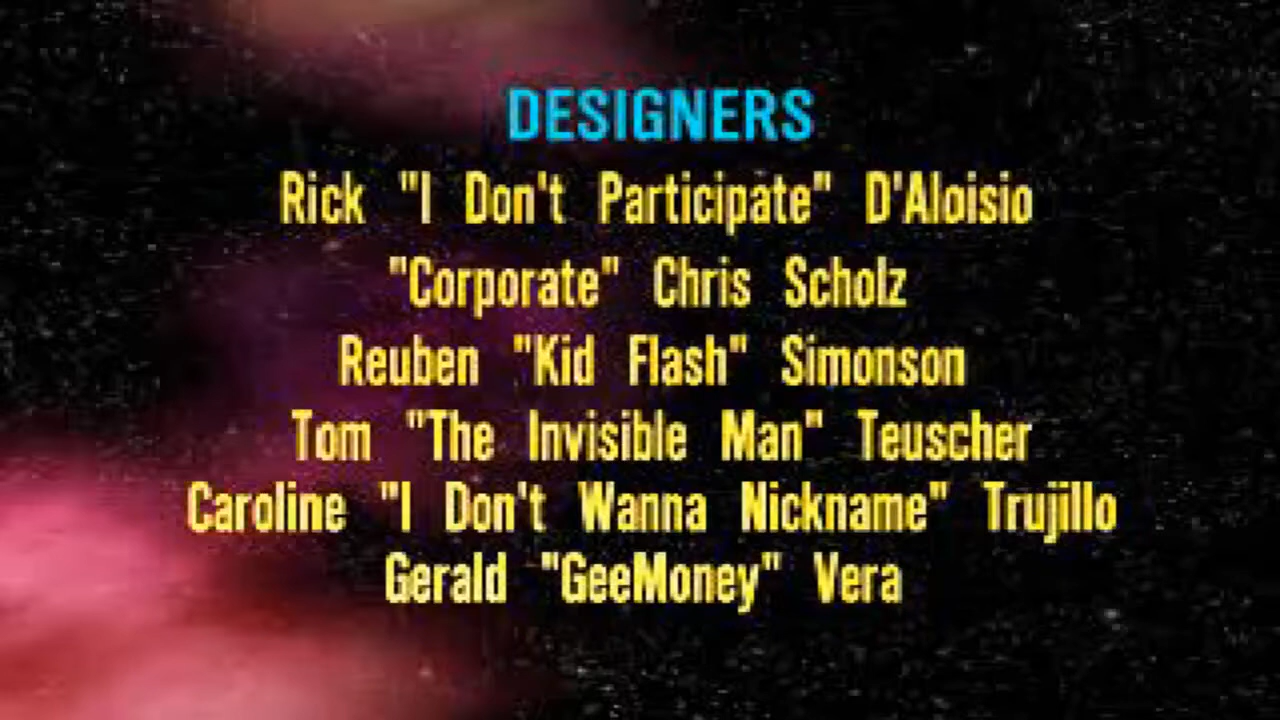 DESIGNERS
Rick "I Don't Participate" D'Aloisio
"Corporate" Chris Scholz
Reuben "Kid Flash" Simonson
Tom "The Invisible Man" Teuscher
Caroline "I Don't Wanna Nickname" Trujillo
Gerald "GeeMoney" Vera